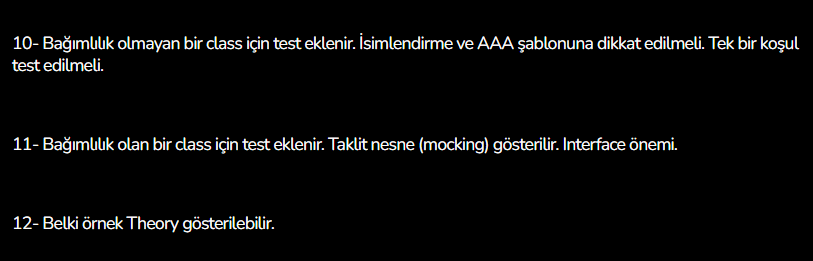 10- Bağımlılık olmayan bir class için test eklenir. İsimlendirme ve AAA şablonuna dikkat edilmeli. Tek bir koşul
test edilmeli.
11- Bağımlılık olan bir class için test eklenir. Taklit nesne (mocking) gösterilir. Interface önemi.
12- Belki örnek Theory gösterilebilir.